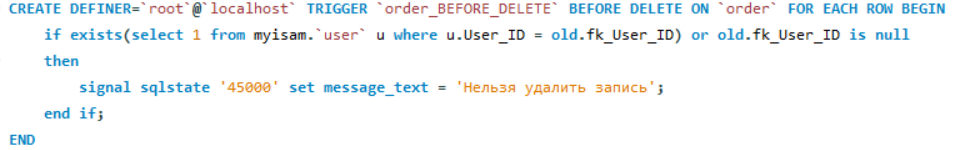 CREATE DEFINER=`root`@`localhost` TRIGGER `order_BEFORE_DELETE` BEFORE DELETE ON `order` FOR EACH ROW BEGIN
    if exists(select 1 from myisam.`user` u where u.User_ID = old.fk_User_ID) or old.fk_User_ID is null
    then
        signal sqlstate '45000' set message_text = 'Нельзя удалить запись';
    end if;
END